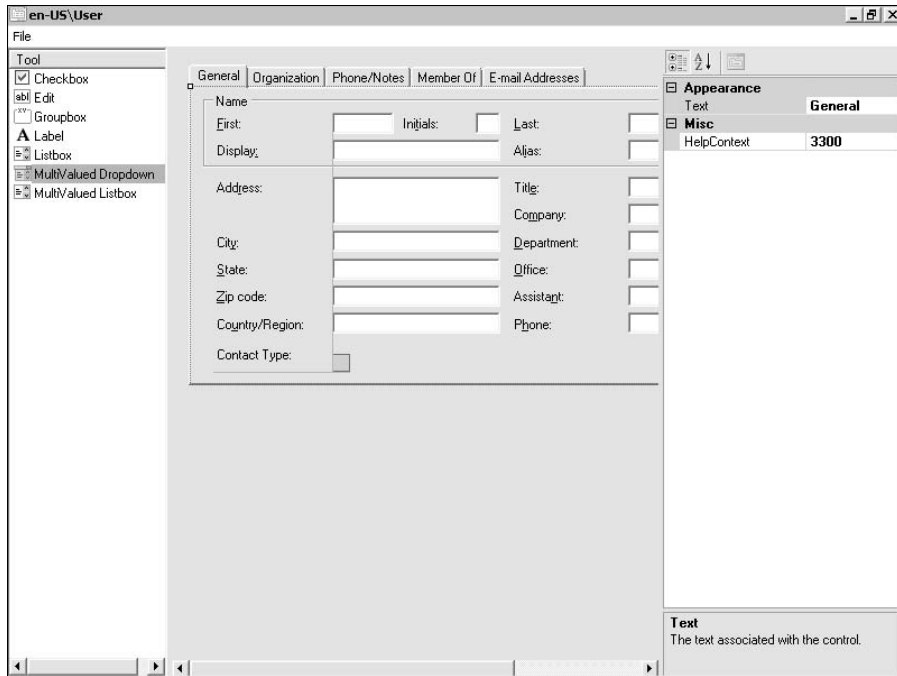 en-US\User
File
Tool
Checkbox
abl Edit
Groupbox
A Label
Listbox
MultiValued Dropdown
MultiValued Listbox
General Organization Phone/Notes Member Of E-mail Addresses
Name
First: Initials: Last:
Display: Alias:
Address: Title:
Company:
City: Department:
State: Office:
Zip code: Assistant:
Country/Region: Phone:
Contact Type:
Appearance
Text General
Misc
HelpContext 3300
Text
The text associated with the control.